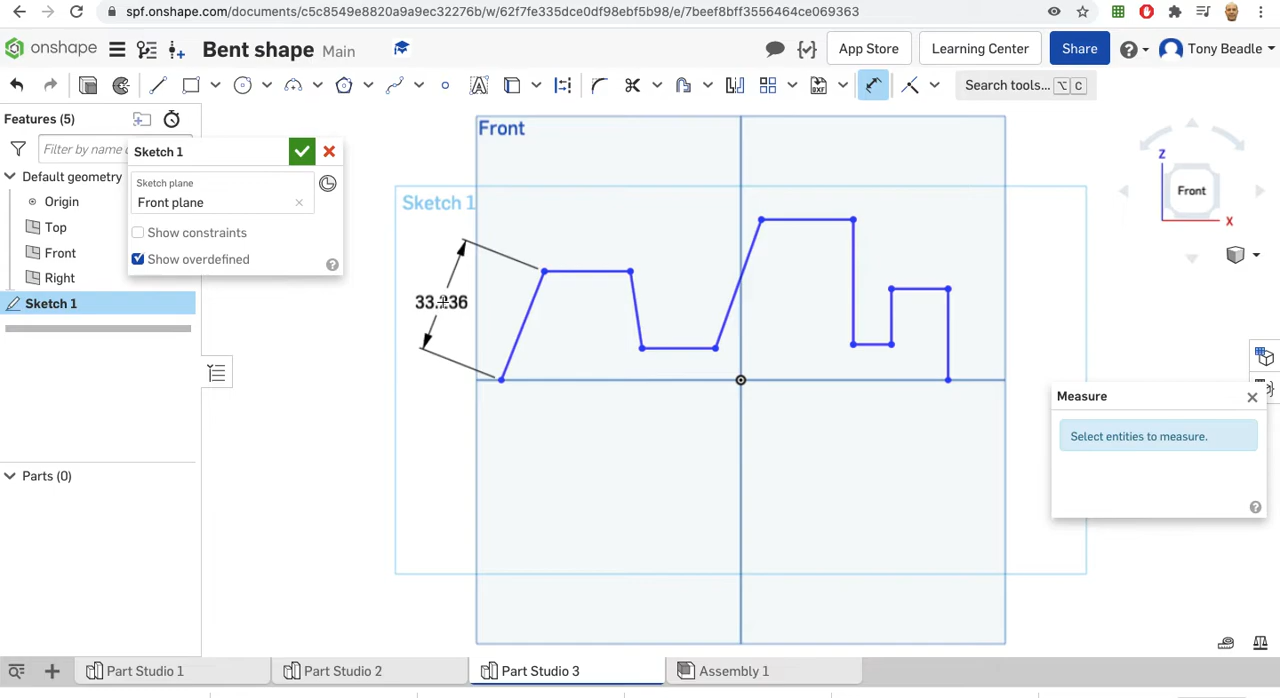 spf.onshape.com/documents/c5c8549e8820a9a9ec32276b/w/62f7fe335dce0df98ebf5b98/e/7beef8bff3556464ce069363
onshape
Bent shape Main
App Store
Learning Center
Share
Tony Beadle
Search tools... ⌥ C
Features (5)
Filter by name
Default geometry
Origin
Top
Front
Right
Sketch 1
Sketch 1
Sketch plane
Front plane
Show constraints
Show overdefined
Front
Sketch 1
Z
Front
X
Measure
Select entities to measure.
Parts (0)
Part Studio 1
Part Studio 2
Part Studio 3
Assembly 1